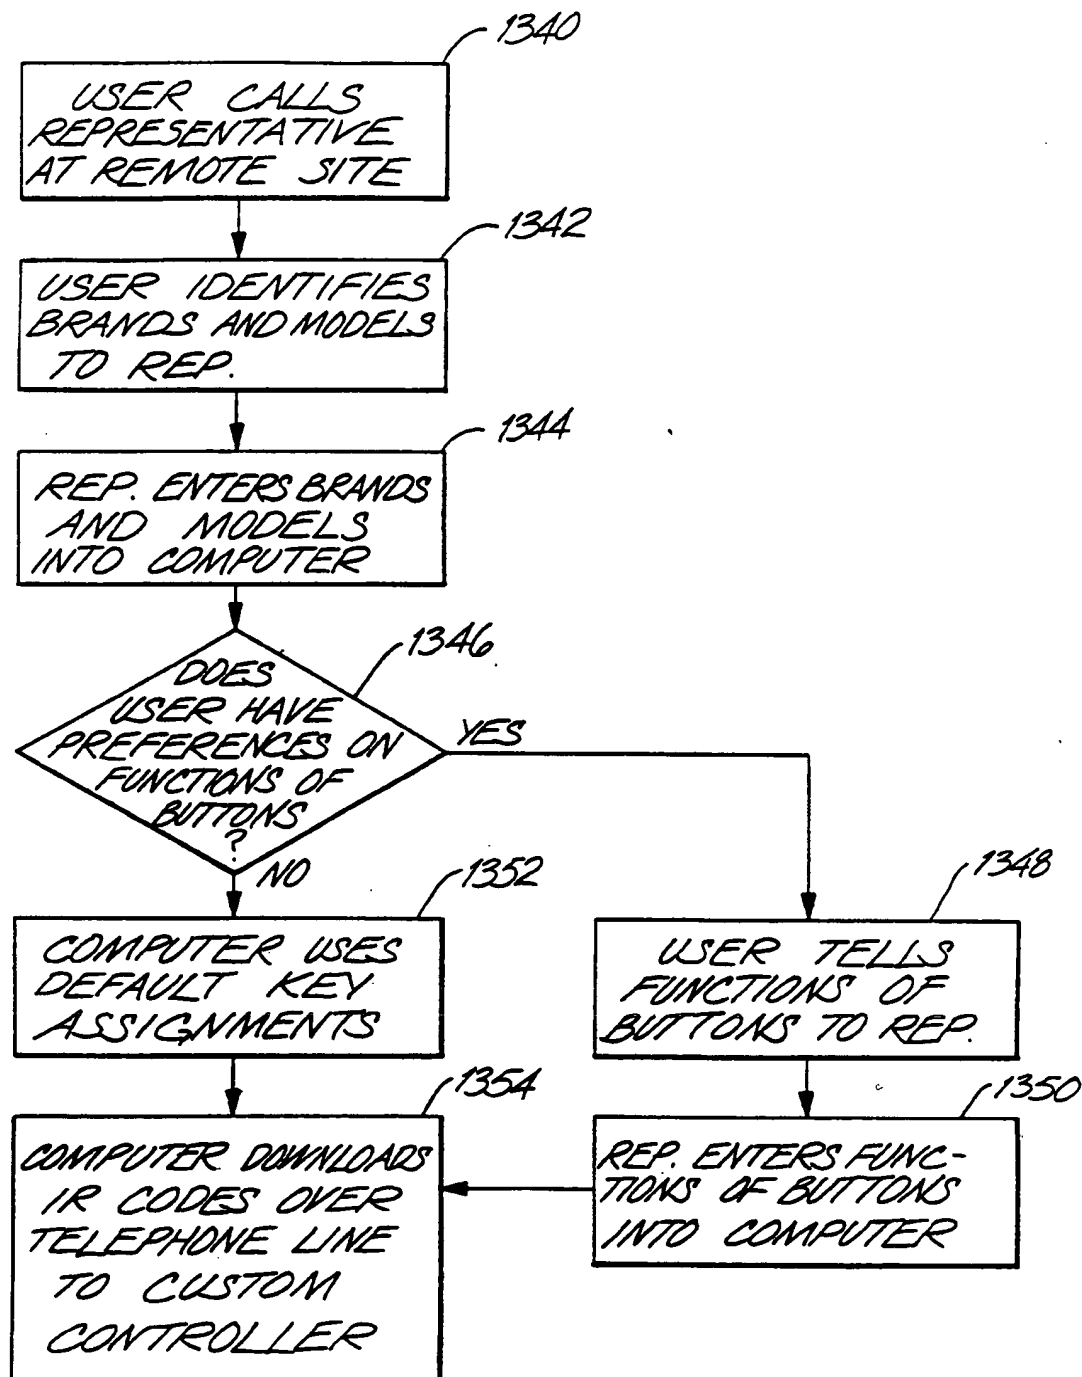 1340
USER CALLS
REPRESENTATIVE
AT REMOTE SITE
1342
USER IDENTIFIES
BRANDS AND MODELS
TO REP.
1344
REP. ENTERS BRANDS
AND MODELS
INTO COMPUTER
1346
DOES
USER HAVE
PREFERENCES ON
FUNCTIONS OF
BUTTONS
?
YES
NO
1352
COMPUTER USES
DEFAULT KEY
ASSIGNMENTS
1348
USER TELLS
FUNCTIONS OF
BUTTONS TO REP.
1354
COMPUTER DOWNLOADS
IR CODES OVER
TELEPHONE LINE
TO CUSTOM
CONTROLLER
1350
REP. ENTERS FUNC-
TIONS OF BUTTONS
INTO COMPUTER